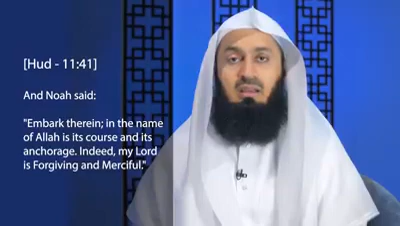 [Hud - 11:41]
And Noah said:
"Embark therein; in the name
of Allah is its course and its
anchorage. Indeed, my Lord
is Forgiving and Merciful."